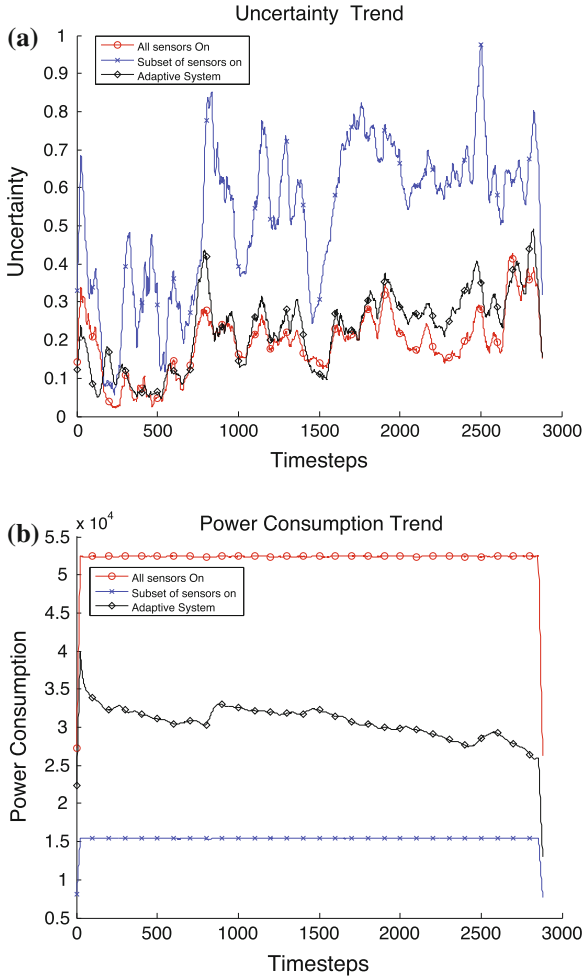 Uncertainty Trend
(a)
All sensors On
Subset of sensors on
Adaptive System
1
0.9
0.8
0.7
0.6
0.5
0.4
0.3
0.2
0.1
0
Uncertainty
0 500 1000 1500 2000 2500 3000
Timesteps
(b)
x 10^4
Power Consumption Trend
All sensors On
Subset of sensors on
Adaptive System
5.5
5
4.5
4
3.5
3
2.5
2
1.5
1
0.5
Power Consumption
0 500 1000 1500 2000 2500 3000
Timesteps